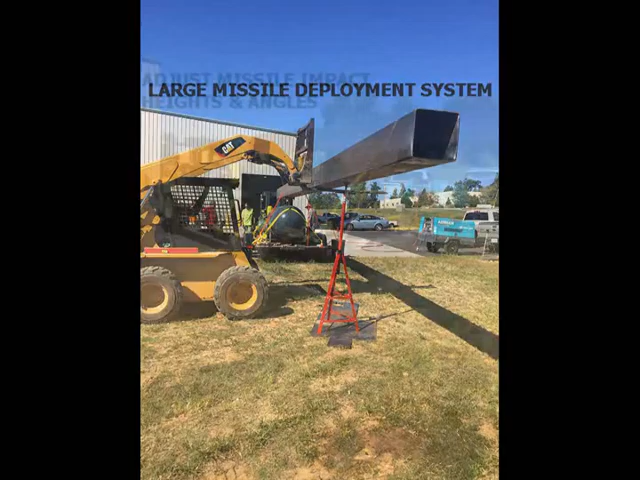 ADJUST MISSILE IMPACT
LARGE MISSILE DEPLOYMENT SYSTEM
HEIGHTS & ANGLES
CAT